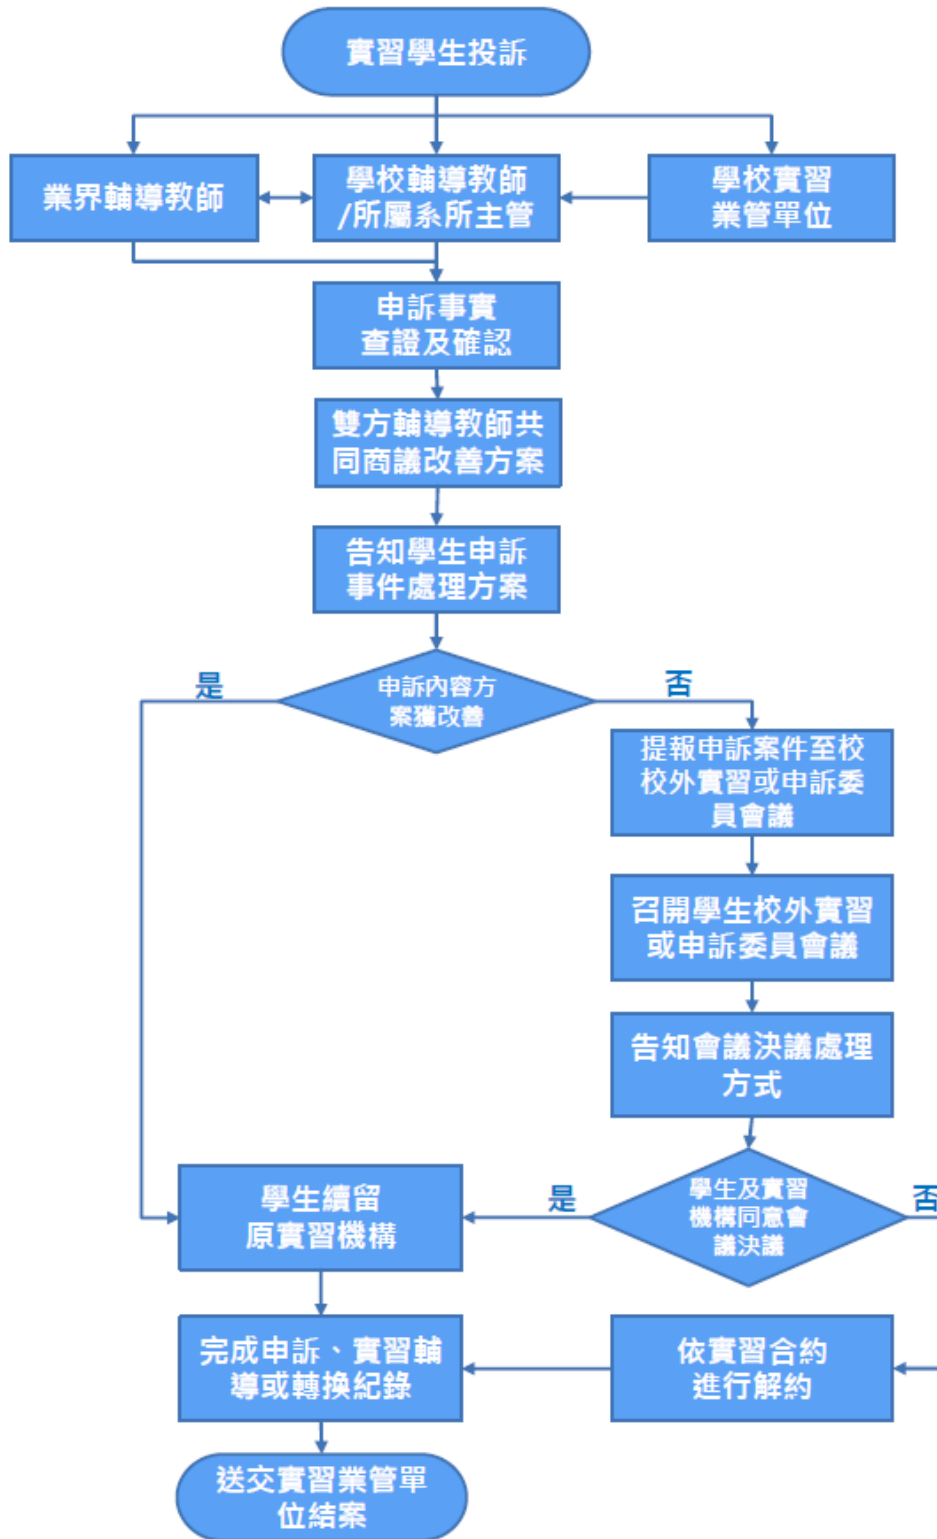 實習學生投訴
業界輔導教師
學校輔導教師
/所屬系所主管
學校實習
業管單位
申訴事實
查證及確認
雙方輔導教師共
同商議改善方案
告知學生申訴
事件處理方案
申訴內容方
案獲改善
是
否
提報申訴案件至校
校外實習或申訴委
員會議
召開學生校外實習
或申訴委員會議
告知會議決議處理
方式
學生及實習
機構同意會
議決議
是
否
學生續留
原實習機構
完成申訴、實習輔
導或轉換紀錄
依實習合約
進行解約
送交實習業管單
位結案